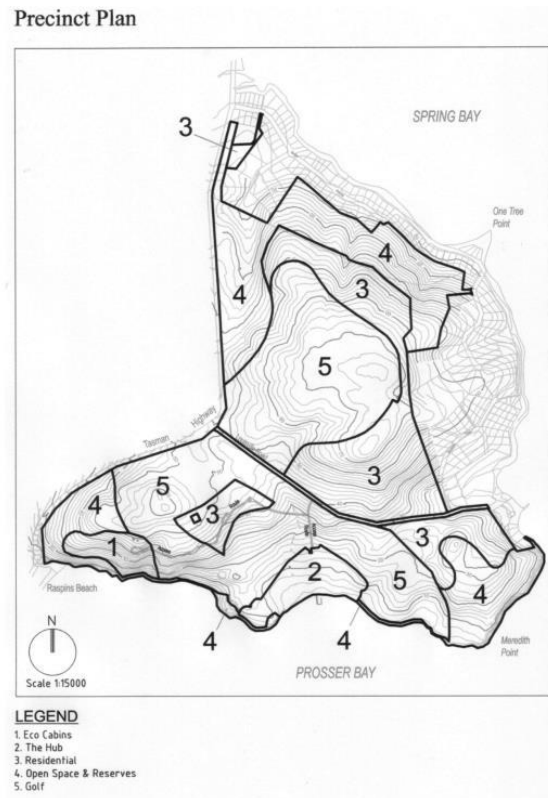 Precinct Plan
SPRING BAY
3
One Tree
Point
4
3
4
5
Tasman
Highway
3
5
4
3
3
1
2
5
4
Raspins Beach
4
4
Meredith
Point
N
PROSSER BAY
Scale 1:15000
LEGEND
1. Eco Cabins
2. The Hub
3. Residential
4. Open Space & Reserves
5. Golf